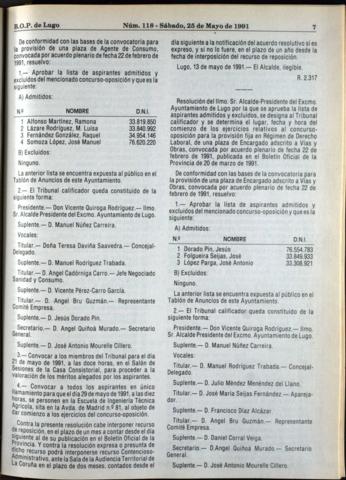 B.O.P. de Lugo
Núm. 118 - Sábado, 25 de Mayo de 1991
7
De conformidad con las bases de la convocatoria para
la provisión de una plaza de Agente de Consumo,
convocada por acuerdo plenario de fecha 22 de febrero de
1991, resuelvo:
1.— Aprobar la lista de aspirantes admitidos y
excluidos del mencionado concurso-oposición y que es la
siguiente:
A) Admitidos:
N.º NOMBRE D.N.I.
1 Alfonso Martínez, Ramona 33.819.850
2 Lázare Rodríguez, M. Luisa 33.840.992
3 Fernández González, Raquel 34.954.146
4 Somoza López, José Manuel 76.620.220
B) Excluidos:
Ninguno.
La anterior lista se encuentra expuesta al público en el
Tablón de Anuncios de este Ayuntamiento.
2.— El Tribunal calificador queda constituido de la
siguiente forma:
Presidente.— Don Vicente Quiroga Rodríguez.— Ilmo.
Sr. Alcalde Presidente del Excmo. Ayuntamiento de Lugo.
Suplente.— D. Manuel Núñez Carreira.
Vocales:
Titular.— Doña Teresa Daviña Saavedra.— Concejal-
Delegado.
Suplente.— D. Manuel Rodríguez Trabada.
Titular.— D. Angel Cadórniga Carro.— Jefe Negociado
Sanidad y Consumo.
Suplente.— D. Vicente Pérez-Carro García.
Titular.— D. Angel Bru Guzmán.— Representante
Comité Empresa.
Suplente.— D. Jesús Dorado Pin.
Secretario.— D. Angel Quiñoá Murado.— Secretario
General.
Suplente.— D. José Antonio Mourelle Cillero.
3.— Convocar a los miembros del Tribunal para el día
21 de mayo de 1991, a las doce horas, en el Salón de
Sesiones de la Casa Consistorial, para proceder a la
valoración de los méritos alegados por los aspirantes.
4.— Convocar a todos los aspirantes en único
llamamiento para que el día 29 de mayo de 1991, a las diez
horas, se personen en la Escuela de Ingeniería Técnica
Agrícola, sita en la Avda. de Madrid n.º 81, al objeto de
dar comienzo a los ejercicios del concurso-oposición.
Contra la presente resolución cabe interponer recurso
de reposición, en el plazo de un mes a contar desde el día
siguiente al de su publicación en el Boletín Oficial de la
Provincia. Y contra la resolución expresa o presunta de
dicho recurso podrá interponerse recurso Contencioso-
Administrativo, ante la Sala de la Audiencia Territorial de
La Coruña en el plazo de dos meses, contados desde el
día siguiente a la notificación del acuerdo resolutivo si es
expreso, y si no lo fuere, en el plazo de un año desde la
fecha de interposición del recurso de reposición.
Lugo, 13 de mayo de 1991.— El Alcalde, ilegible.
R. 2.317
Resolución del Ilmo. Sr. Alcalde-Presidente del Excmo.
Ayuntamiento de Lugo por la que se aprueba la lista de
aspirantes admitidos y excluidos, se designa al Tribunal
calificador y se determina el lugar, fecha y hora del
comienzo de los ejercicios relativos al concurso-
oposición para la provisión fija en Régimen de Derecho
Laboral, de una plaza de Encargado adscrito a Vías y
Obras, convocada por acuerdo plenario de fecha 22 de
febrero de 1991, publicada en el Boletín Oficial de la
Provincia de 20 de marzo de 1991.
De conformidad con las bases de la convocatoria para
la provisión de una plaza de Encargado adscrito a Vías y
Obras, convocada por acuerdo plenario de fecha 22 de
febrero de 1991, resuelvo:
1.— Aprobar la lista de aspirantes admitidos y
excluidos del mencionado concurso-oposición y que es la
siguiente:
A) Admitidos:
N.º NOMBRE D.N.I.
1 Dorado Pin, Jesús 76.554.783
2 Folgueira Seijas, José 33.849.933
3 López Parga, José Antonio 33.308.921
B) Excluidos:
Ninguno.
La anterior lista se encuentra expuesta al público en el
Tablón de Anuncios de este Ayuntamiento.
2.— El Tribunal calificador queda constituido de la
siguiente forma:
Presidente.— Don Vicente Quiroga Rodríguez.— Ilmo.
Sr. Alcalde Presidente del Excmo. Ayuntamiento de Lugo.
Suplente.— D. Manuel Núñez Carreira.
Vocales:
Titular.— D. Manuel Rodríguez Trabada.— Concejal-
Delegado.
Suplente.— D. Julio Méndez Menéndez del Llano.
Titular.— D. José María Seijas Fernández.— Apareja-
dor.
Suplente.— D. Francisco Díaz Alcázar.
Titular.— D. Angel Bru Guzmán.— Representante
Comité Empresa.
Suplente.— D. Daniel Corral Veiga.
Secretario.— D. Angel Quiñoá Murado.— Secretario
General.
Suplente.— D. José Antonio Mourelle Cillero.